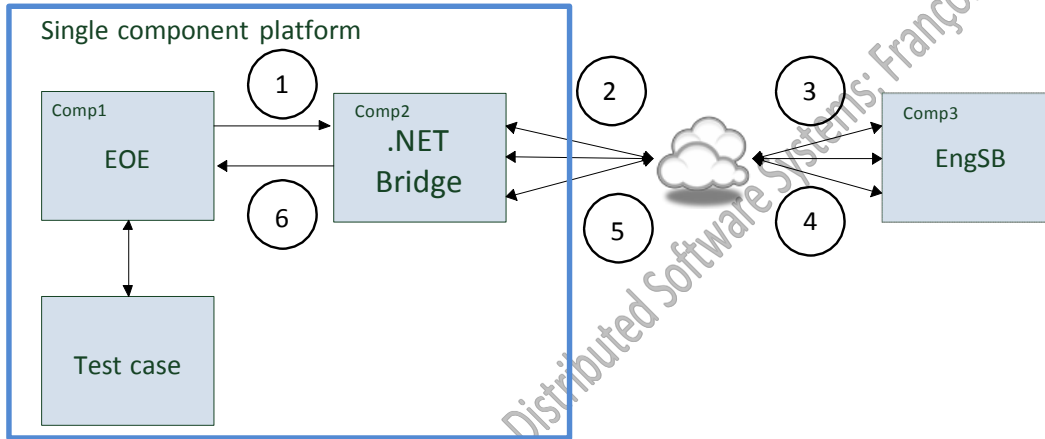 Single component platform
1
2
3
Comp1
EOE
Comp2
.NET
Bridge
Comp3
EngSB
6
5
4
Test case
Distributed Software Systems; Franço